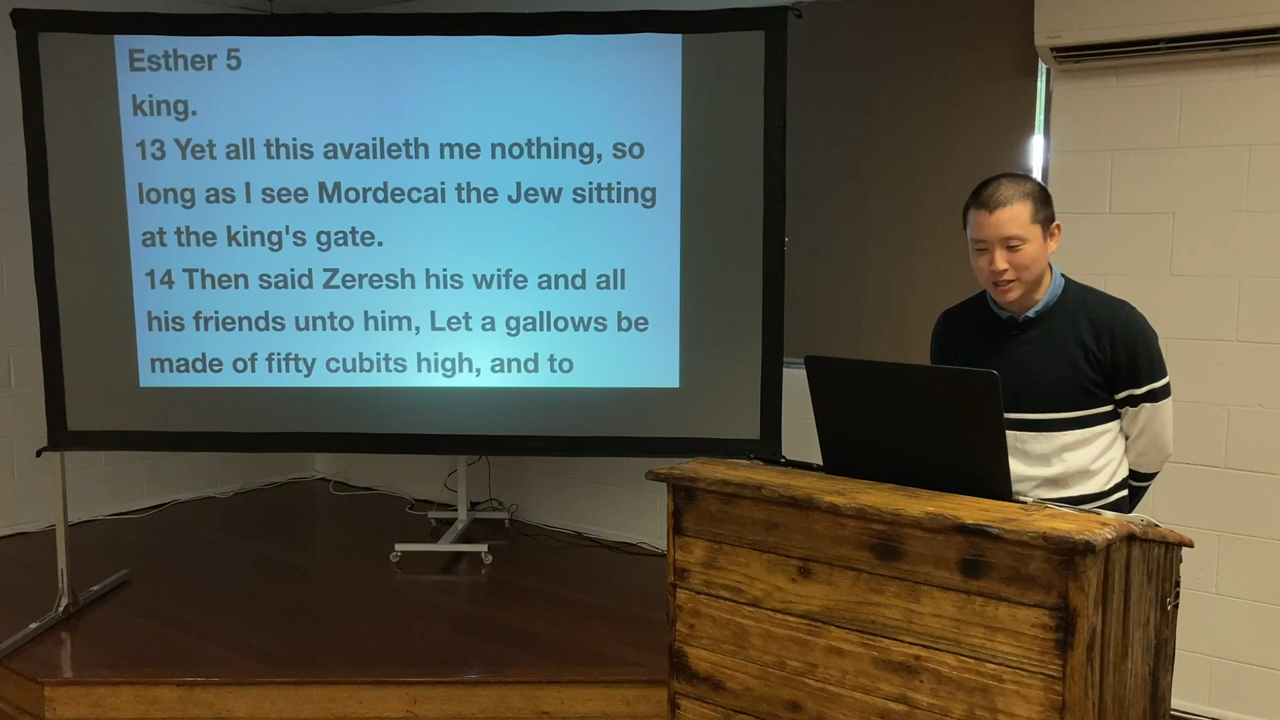 Esther 5
king.
13 Yet all this availeth me nothing, so
long as I see Mordecai the Jew sitting
at the king's gate.
14 Then said Zeresh his wife and all
his friends unto him, Let a gallows be
made of fifty cubits high, and to